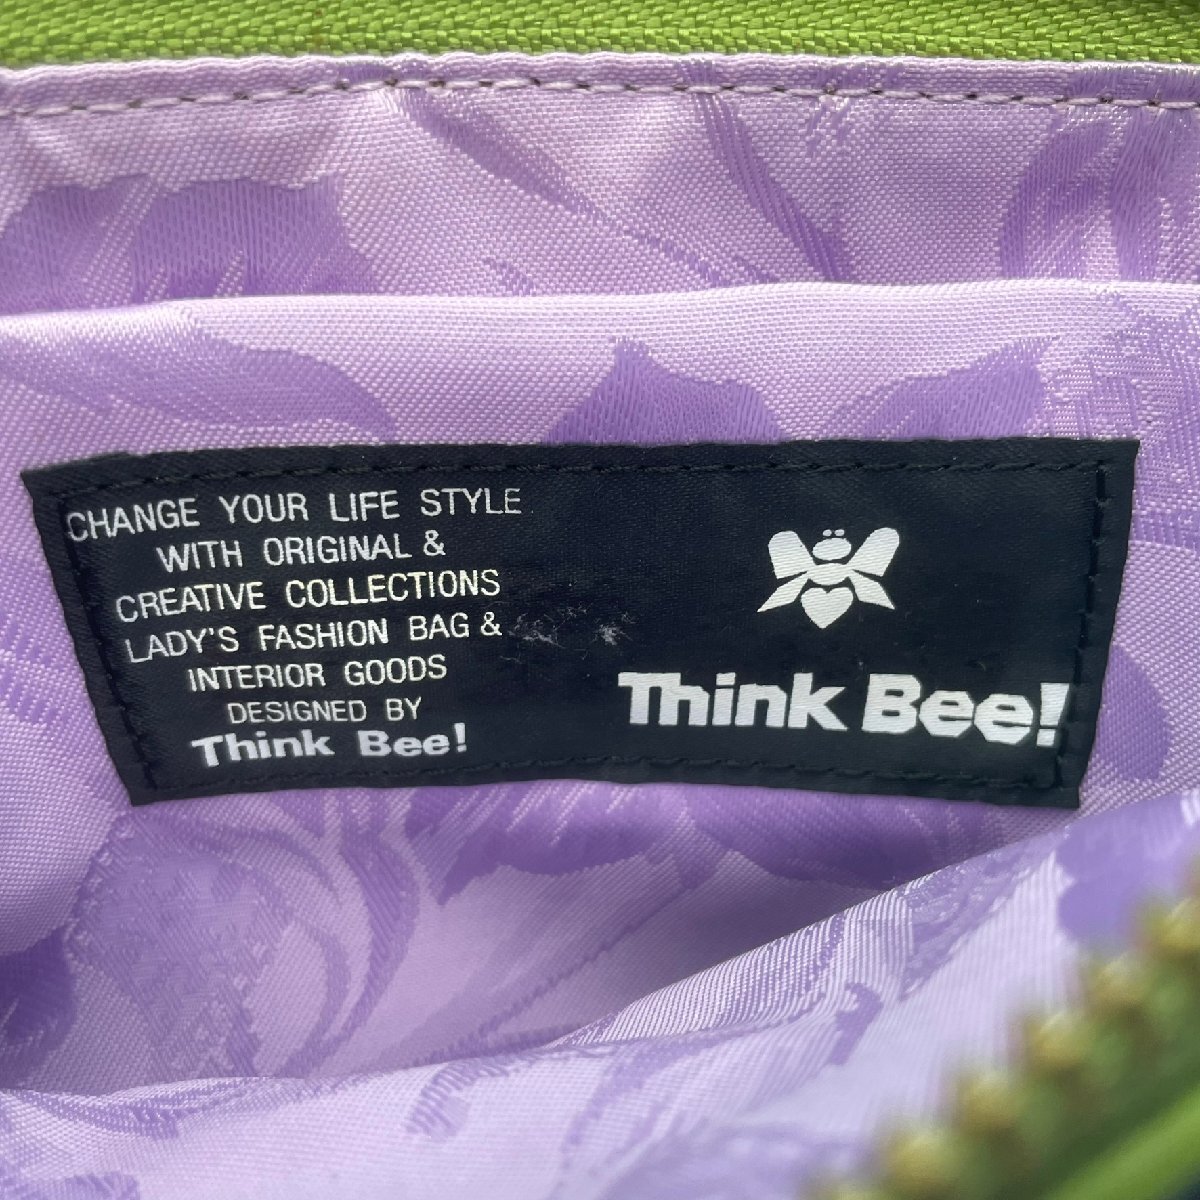 CHANGE YOUR LIFE STYLE
WITH ORIGINAL &
CREATIVE COLLECTIONS
LADY'S FASHION BAG &
INTERIOR GOODS
DESIGNED BY
Think Bee!
Think Bee!